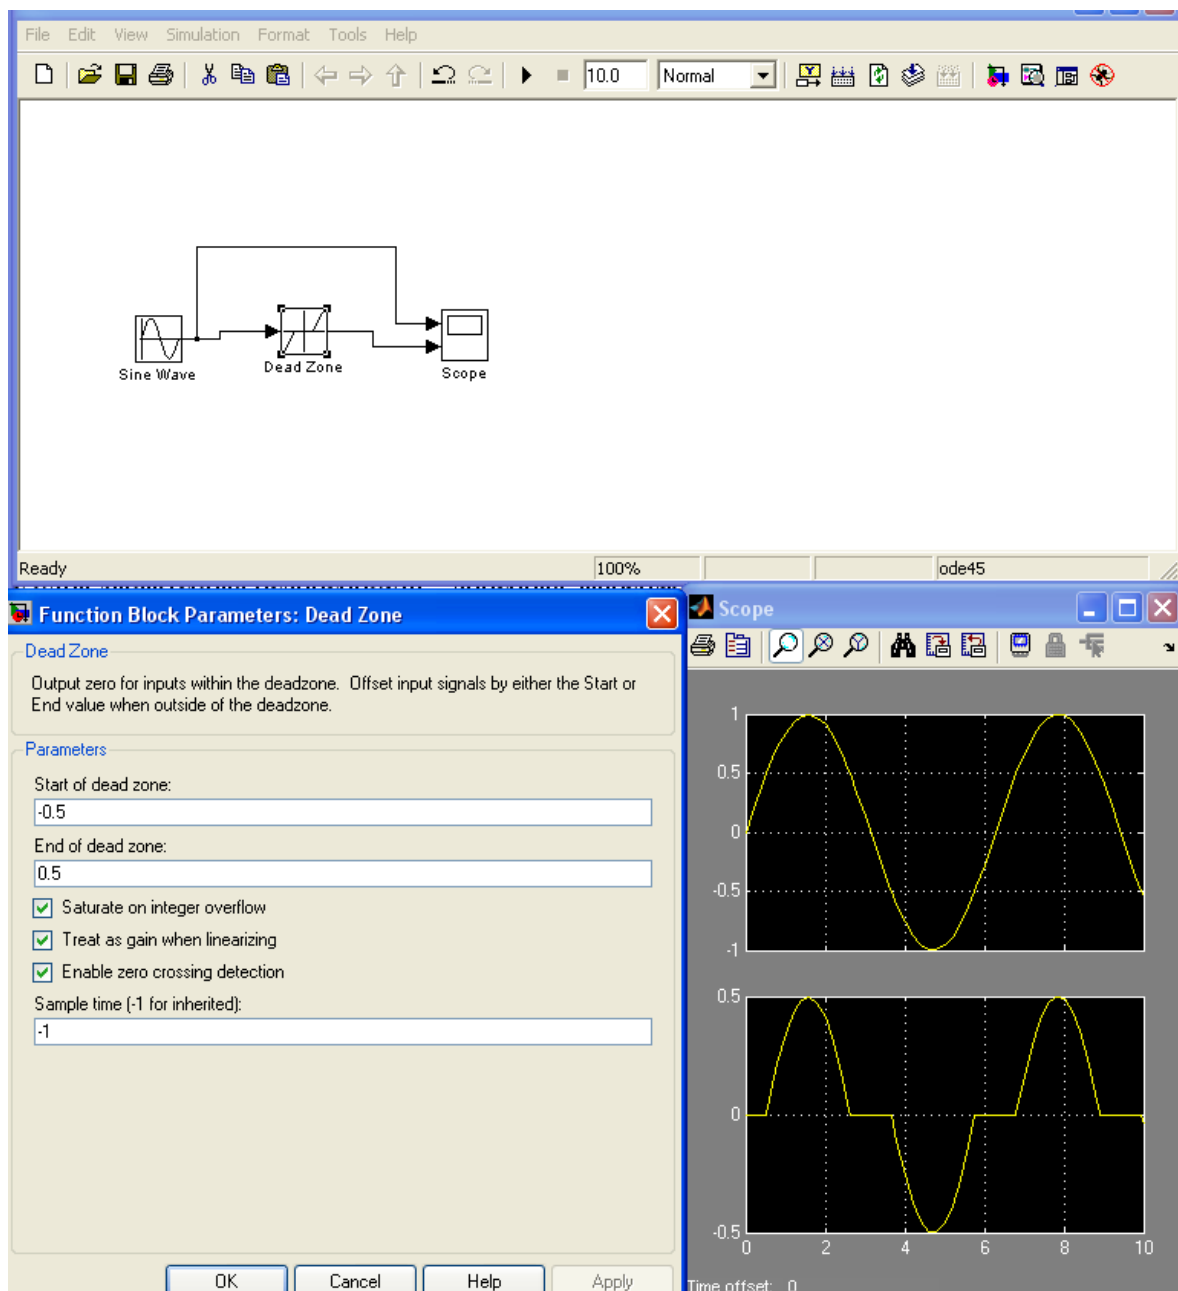 File Edit View Simulation Format Tools Help
10.0 Normal
Sine Wave
Dead Zone
Scope
Ready 100% ode45
Function Block Parameters: Dead Zone
Dead Zone
Output zero for inputs within the deadzone. Offset input signals by either the Start or
End value when outside of the deadzone.
Parameters
Start of dead zone:
-0.5
End of dead zone:
0.5
Saturate on integer overflow
Treat as gain when linearizing
Enable zero crossing detection
Sample time (-1 for inherited):
-1
OK Cancel Help Apply
Scope
1
0.5
0
-0.5
-1
0.5
0
-0.5
0 2 4 6 8 10
Time offset: 0